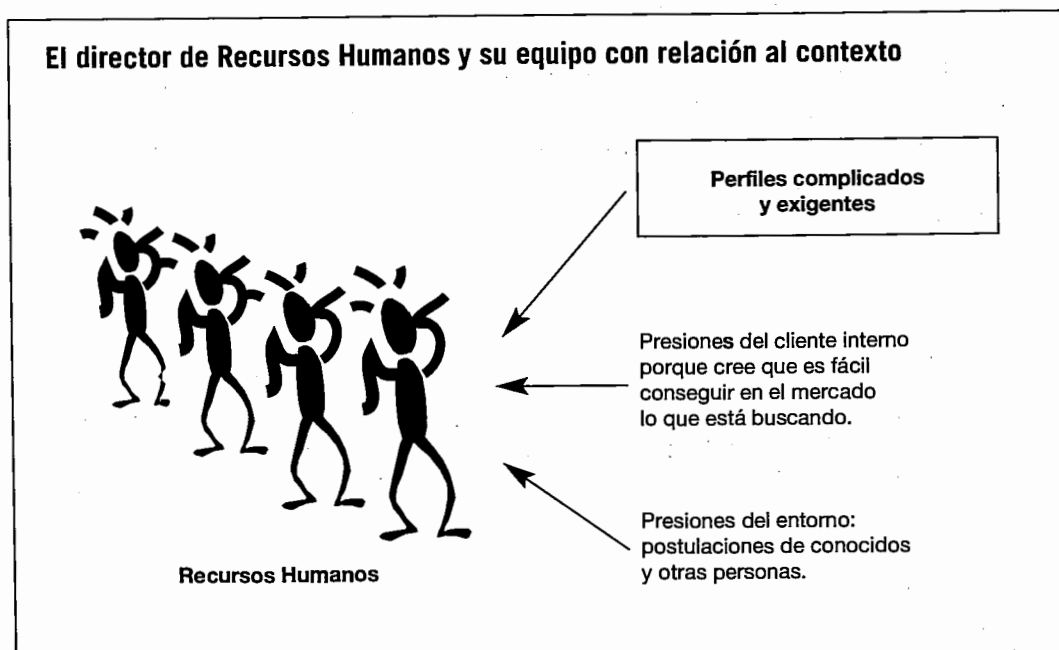 El director de Recursos Humanos y su equipo con relación al contexto
Perfiles complicados
y exigentes
Presiones del cliente interno
porque cree que es fácil
conseguir en el mercado
lo que está buscando.
Presiones del entorno:
postulaciones de conocidos
y otras personas.
Recursos Humanos